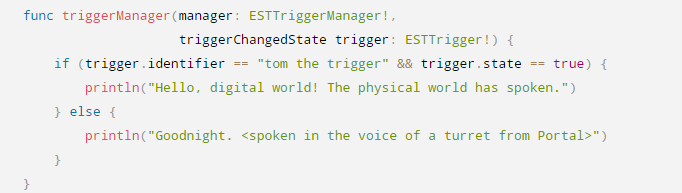 func triggerManager(manager: ESTTriggerManager!,
                    triggerChangedState trigger: ESTTrigger!) {
    if (trigger.identifier == "tom the trigger" && trigger.state == true) {
        println("Hello, digital world! The physical world has spoken.")
    } else {
        println("Goodnight. <spoken in the voice of a turret from Portal>")
    }
}